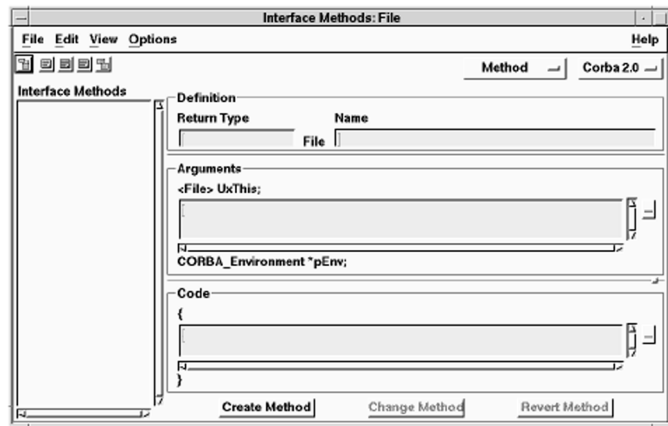 Interface Methods: File
File Edit View Options Help
Method Corba 2.0
Interface Methods
Definition
Return Type Name
File
Arguments
<File> UxThis;
CORBA_Environment *pEnv;
Code
{
}
Create Method Change Method Revert Method